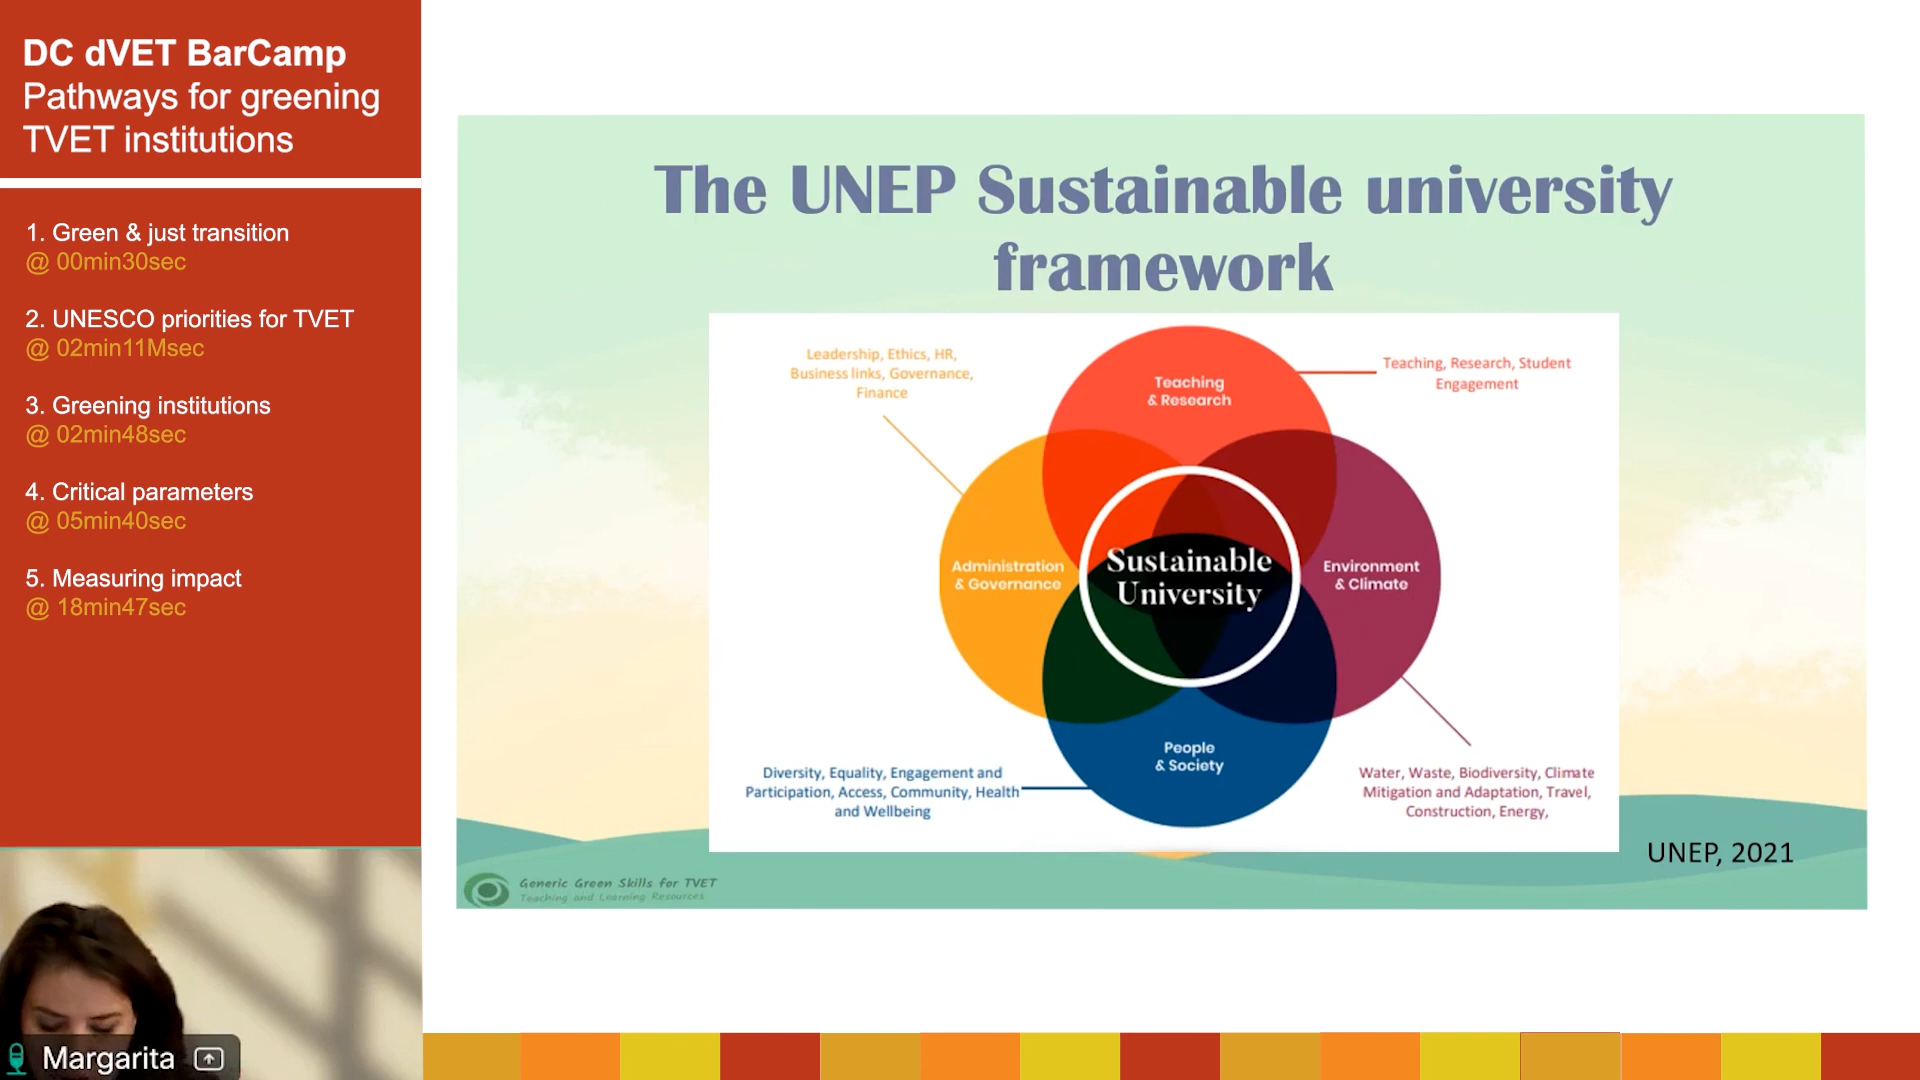 DC dVET BarCamp
Pathways for greening
TVET institutions
1. Green & just transition
@ 00min30sec
2. UNESCO priorities for TVET
@ 02min11Msec
3. Greening institutions
@ 02min48sec
4. Critical parameters
@ 05min40sec
5. Measuring impact
@ 18min47sec
Margarita
The UNEP Sustainable university
framework
Leadership, Ethics, HR,
Business links, Governance,
Finance
Teaching
& Research
Teaching, Research, Student
Engagement
Administration
& Governance
Sustainable
University
Environment
& Climate
People
& Society
Diversity, Equality, Engagement and
Participation, Access, Community, Health
and Wellbeing
Water, Waste, Biodiversity, Climate
Mitigation and Adaptation, Travel,
Construction, Energy,
UNEP, 2021
Generic Green Skills for TVET
Teaching and Learning Resources